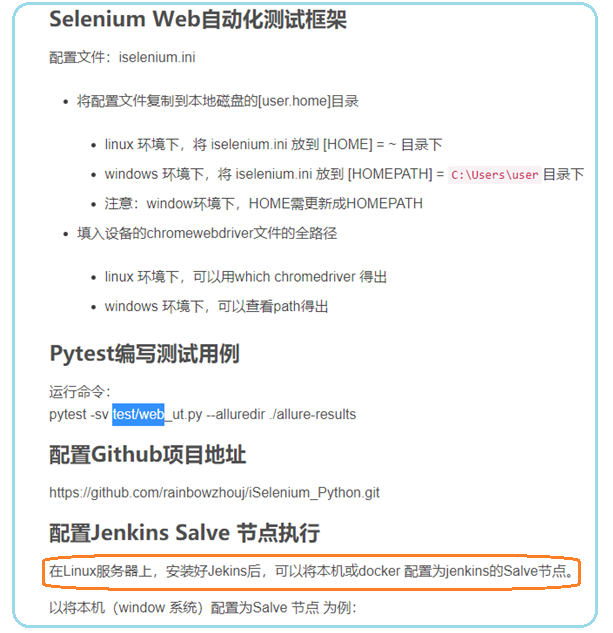 Selenium Web自动化测试框架
配置文件：iselenium.ini
将配置文件复制到本地磁盘的[user.home]目录
linux 环境下，将 iselenium.ini 放到 [HOME] = ~ 目录下
windows 环境下，将 iselenium.ini 放到 [HOMEPATH] = C:\Users\user目录下
注意：window环境下，HOME需更新成HOMEPATH
填入设备的chromewebdriver文件的全路径
linux 环境下，可以用which chromedriver 得出
windows 环境下，可以查看path得出
Pytest编写测试用例
运行命令：
pytest -sv test/web_ut.py --alluredir ./allure-results
配置Github项目地址
https://github.com/rainbowzhouj/iSelenium_Python.git
配置Jenkins Salve 节点执行
在Linux服务器上，安装好Jekins后，可以将本机或docker 配置为jenkins的Salve节点。
以将本机（window 系统）配置为Salve 节点 为例：